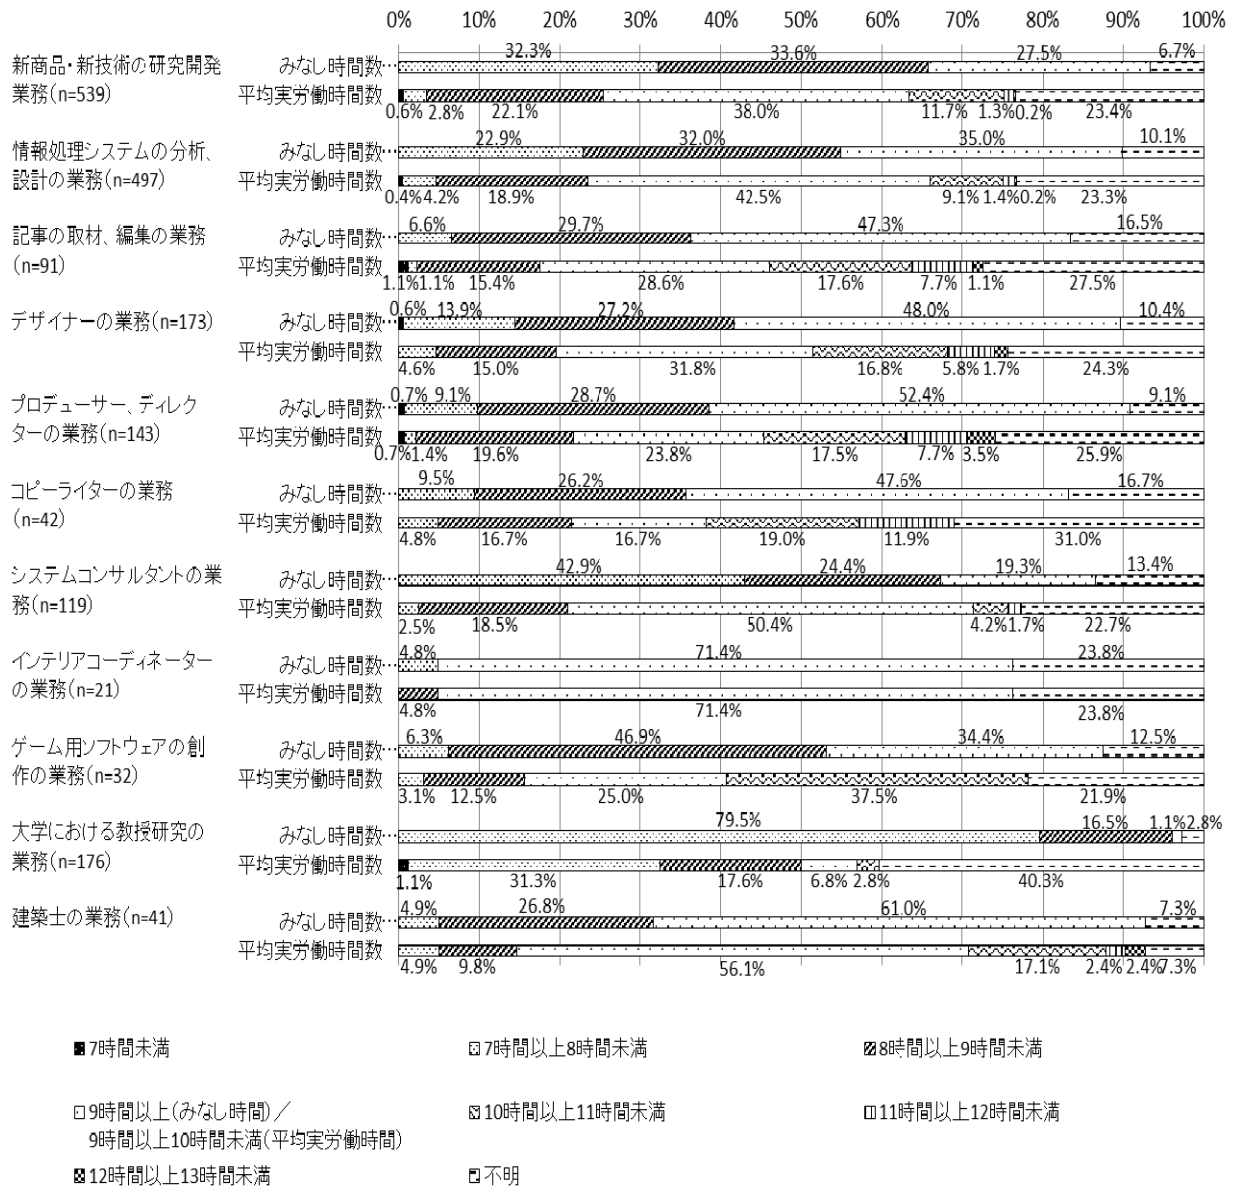 0% 10% 20% 30% 40% 50% 60% 70% 80% 90% 100%
新商品・新技術の研究開発
業務(n=539)
みなし時間数…
32.3% 33.6% 27.5% 6.7%
平均実労働時間数
0.6% 2.8% 22.1% 38.0% 11.7% 1.3% 0.2% 23.4%
情報処理システムの分析、
設計の業務(n=497)
みなし時間数…
22.9% 32.0% 35.0% 10.1%
平均実労働時間数
0.4% 4.2% 18.9% 42.5% 9.1% 1.4% 0.2% 23.3%
記事の取材、編集の業務
(n=91)
みなし時間数…
6.6% 29.7% 47.3% 16.5%
平均実労働時間数
1.1% 1.1% 15.4% 28.6% 17.6% 7.7% 1.1% 27.5%
デザイナーの業務(n=173)
みなし時間数…
0.6% 13.9% 27.2% 48.0% 10.4%
平均実労働時間数
4.6% 15.0% 31.8% 16.8% 5.8% 1.7% 24.3%
プロデューサー、ディレク
ターの業務(n=143)
みなし時間数…
0.7% 9.1% 28.7% 52.4% 9.1%
平均実労働時間数
0.7% 1.4% 19.6% 23.8% 17.5% 7.7% 3.5% 25.9%
コピーライターの業務
(n=42)
みなし時間数…
9.5% 26.2% 47.6% 16.7%
平均実労働時間数
4.8% 16.7% 16.7% 19.0% 11.9% 31.0%
システムコンサルタントの業
務(n=119)
みなし時間数…
42.9% 24.4% 19.3% 13.4%
平均実労働時間数
2.5% 18.5% 50.4% 4.2% 1.7% 22.7%
インテリアコーディネーター
の業務(n=21)
みなし時間数…
4.8% 71.4% 23.8%
平均実労働時間数
4.8% 71.4% 23.8%
ゲーム用ソフトウェアの創
作の業務(n=32)
みなし時間数…
6.3% 46.9% 34.4% 12.5%
平均実労働時間数
3.1% 12.5% 25.0% 37.5% 21.9%
大学における教授研究の
業務(n=176)
みなし時間数…
79.5% 16.5% 1.1% 2.8%
平均実労働時間数
1.1% 31.3% 17.6% 6.8% 2.8% 40.3%
建築士の業務(n=41)
みなし時間数…
4.9% 26.8% 61.0% 7.3%
平均実労働時間数
4.9% 9.8% 56.1% 17.1% 2.4% 2.4% 7.3%
7時間未満
7時間以上8時間未満
8時間以上9時間未満
9時間以上(みなし時間)／
9時間以上10時間未満(平均実労働時間)
10時間以上11時間未満
11時間以上12時間未満
12時間以上13時間未満
不明